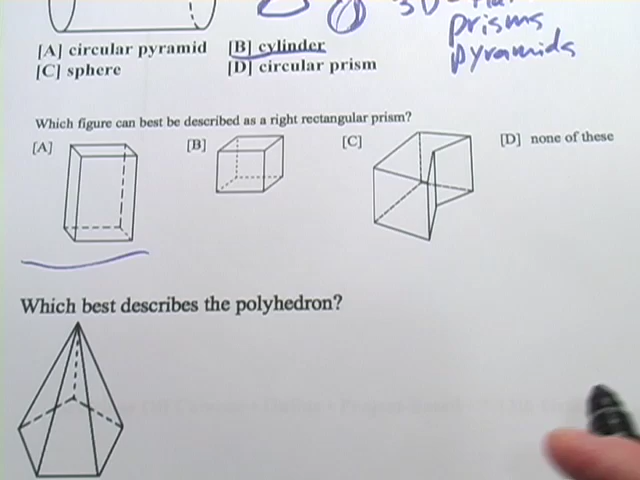 3D
prisms
pyramids
[A] circular pyramid [B] cylinder
[C] sphere [D] circular prism
Which figure can best be described as a right rectangular prism?
[A] [B] [C] [D] none of these
Which best describes the polyhedron?